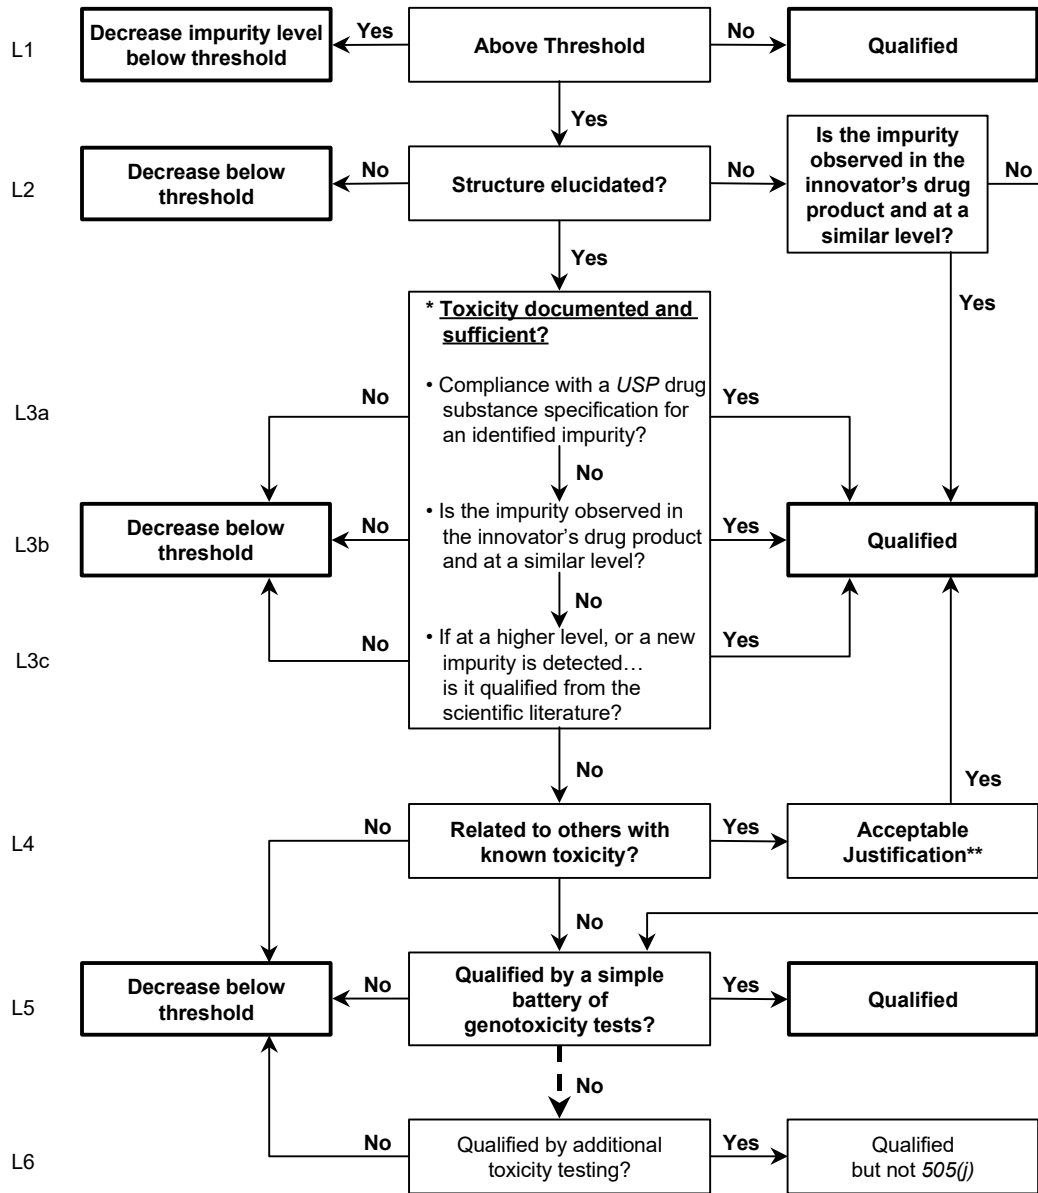 L1
Decrease impurity level
below threshold
Yes
Above Threshold
No
Qualified
Yes
L2
Decrease below
threshold
No
Structure elucidated?
No
Is the impurity
observed in the
innovator’s drug
product and at a
similar level?
No
Yes
Yes
* Toxicity documented and
sufficient?
L3a
No
• Compliance with a USP drug
substance specification for
an identified impurity?
Yes
No
L3b
Decrease below
threshold
No
• Is the impurity observed in
the innovator’s drug product
and at a similar level?
Yes
Qualified
No
L3c
No
• If at a higher level, or a new
impurity is detected…
is it qualified from the
scientific literature?
Yes
No
Yes
L4
No
Related to others with
known toxicity?
Yes
Acceptable
Justification**
No
L5
Decrease below
threshold
No
Qualified by a simple
battery of
genotoxicity tests?
Yes
Qualified
No
L6
No
Qualified by additional
toxicity testing?
Yes
Qualified
but not 505(j)